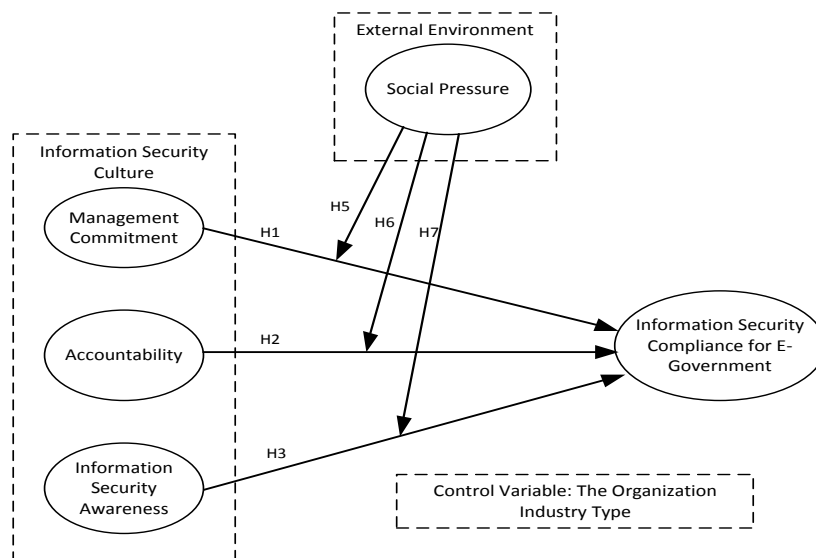 External Environment
Social Pressure
Information Security
Culture
Management
Commitment
H5
H6
H7
H1
Accountability
H2
Information Security
Compliance for E-
Government
Information
Security
Awareness
H3
Control Variable: The Organization
Industry Type